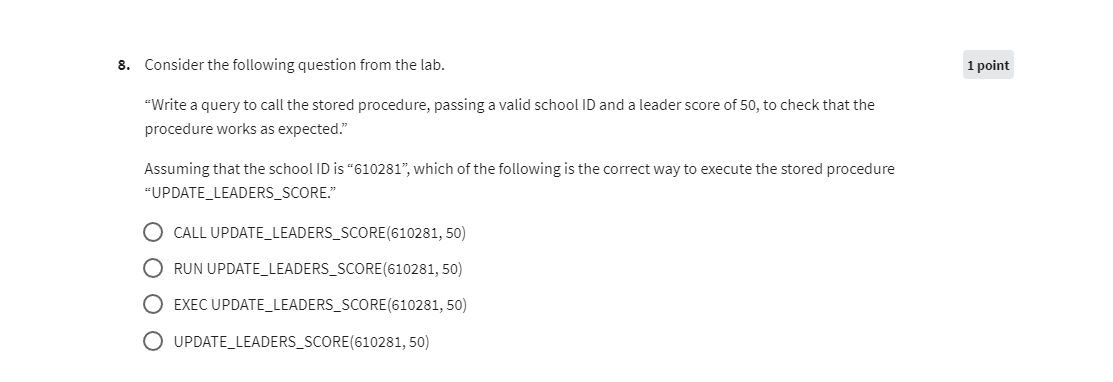 8. Consider the following question from the lab.
1 point
“Write a query to call the stored procedure, passing a valid school ID and a leader score of 50, to check that the
procedure works as expected.”
Assuming that the school ID is “610281”, which of the following is the correct way to execute the stored procedure
“UPDATE_LEADERS_SCORE.”
CALL UPDATE_LEADERS_SCORE(610281, 50)
RUN UPDATE_LEADERS_SCORE(610281, 50)
EXEC UPDATE_LEADERS_SCORE(610281, 50)
UPDATE_LEADERS_SCORE(610281, 50)